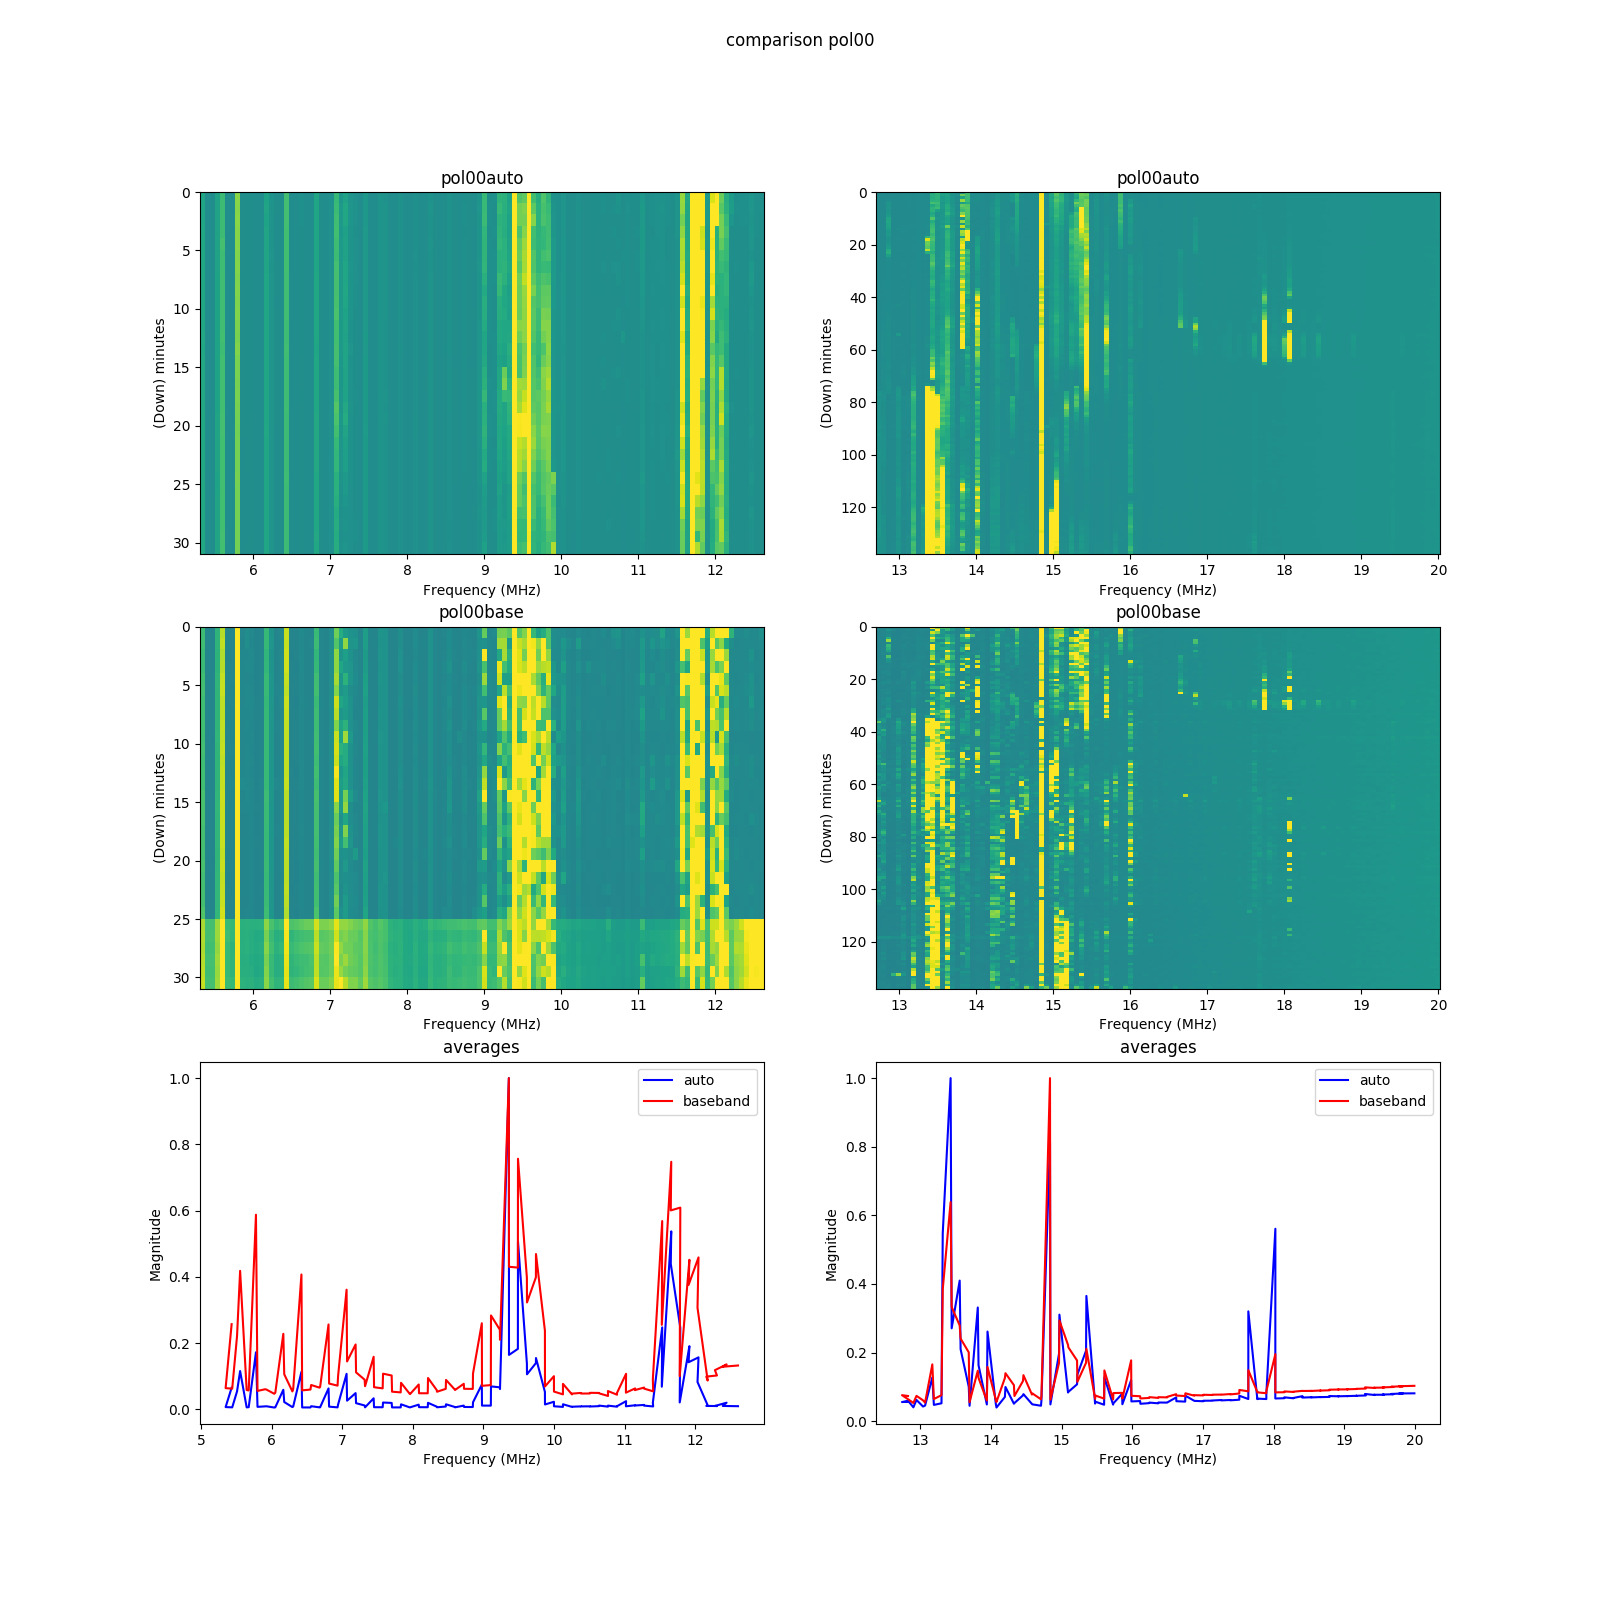 comparison pol00
pol00auto
0
5
10
15
20
25
30
(Down) minutes
6 7 8 9 10 11 12
Frequency (MHz)
pol00auto
0
20
40
60
80
100
120
(Down) minutes
13 14 15 16 17 18 19 20
Frequency (MHz)
pol00base
0
5
10
15
20
25
30
(Down) minutes
6 7 8 9 10 11 12
Frequency (MHz)
pol00base
0
20
40
60
80
100
120
(Down) minutes
13 14 15 16 17 18 19 20
Frequency (MHz)
averages
auto
baseband
1.0
0.8
0.6
0.4
0.2
0.0
Magnitude
5 6 7 8 9 10 11 12
Frequency (MHz)
averages
auto
baseband
1.0
0.8
0.6
0.4
0.2
0.0
Magnitude
13 14 15 16 17 18 19 20
Frequency (MHz)